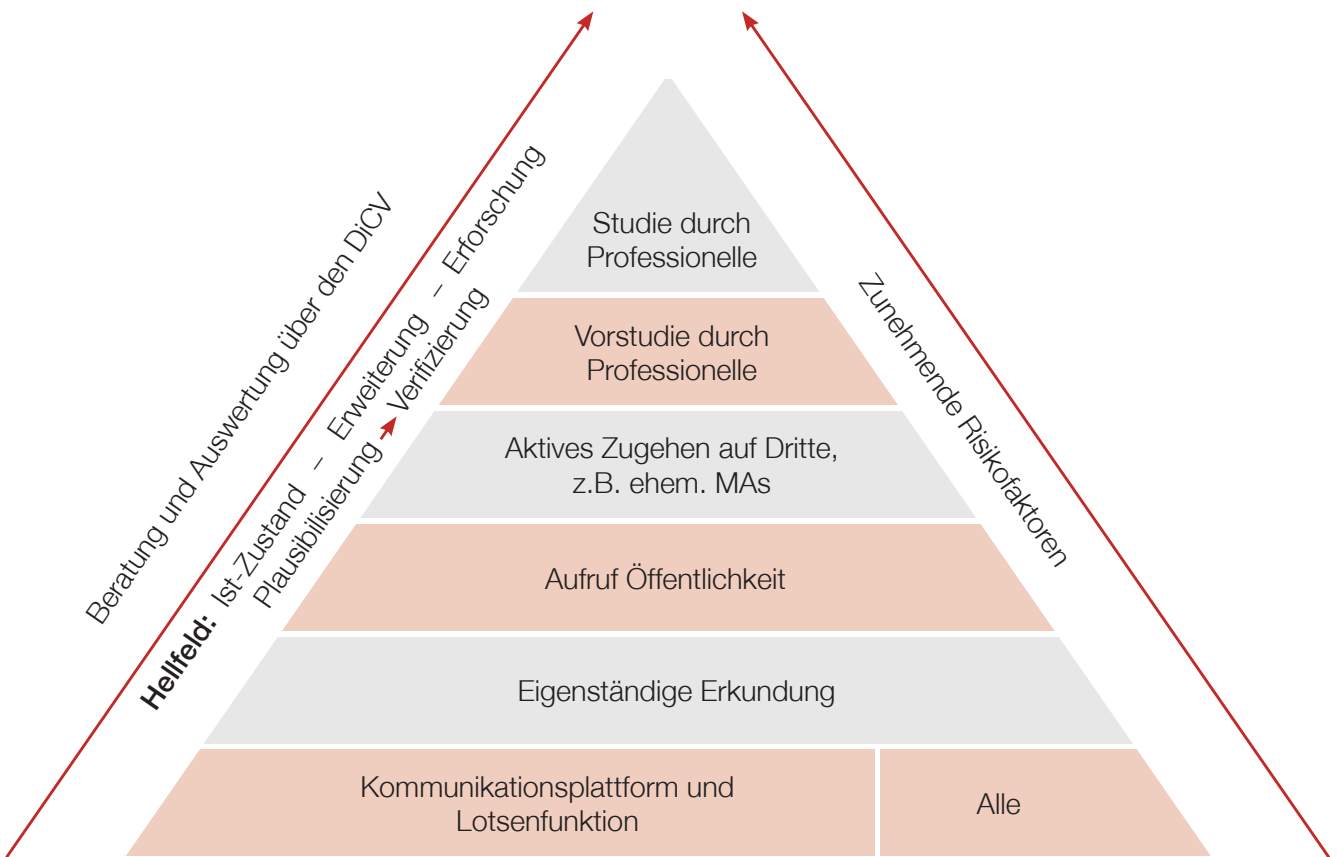 Beratung und Auswertung über den DiCV
Hellfeld: Ist-Zustand – Erweiterung – Erforschung
Plausibilisierung → Verifizierung
Zunehmende Risikofaktoren
Studie durch
Professionelle
Vorstudie durch
Professionelle
Aktives Zugehen auf Dritte,
z.B. ehem. MAs
Aufruf Öffentlichkeit
Eigenständige Erkundung
Kommunikationsplattform und
Lotsenfunktion
Alle